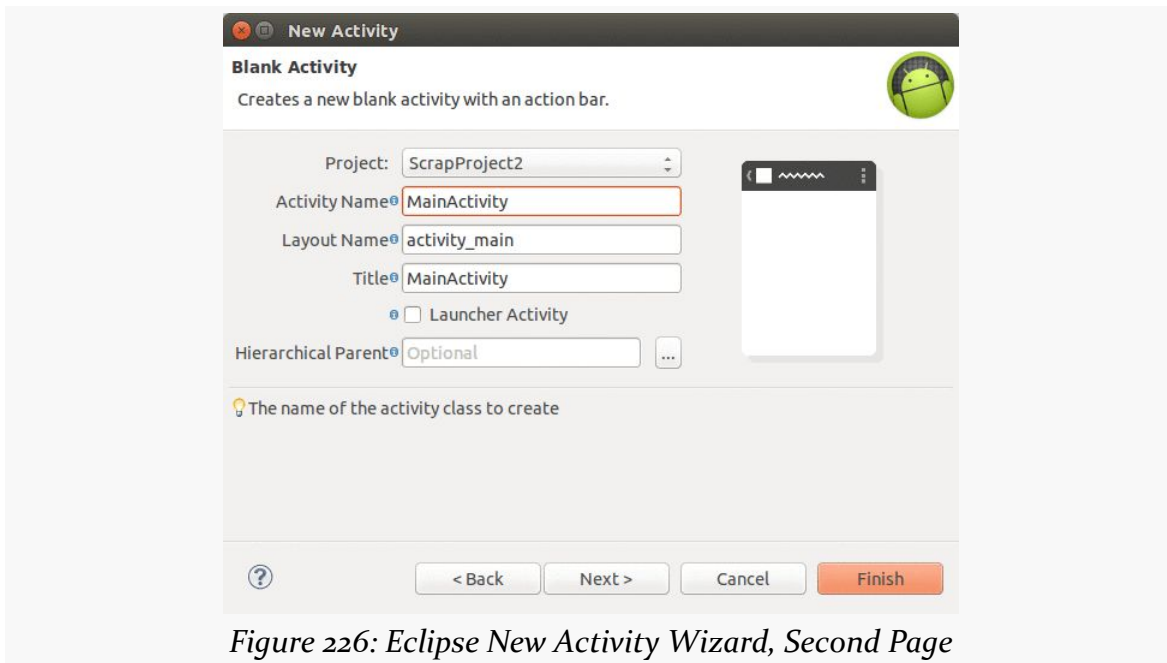 New Activity
Blank Activity
Creates a new blank activity with an action bar.
Project: ScrapProject2
Activity Name MainActivity
Layout Name activity_main
Title MainActivity
Launcher Activity
Hierarchical Parent Optional ...
The name of the activity class to create
? < Back Next > Cancel Finish
Figure 226: Eclipse New Activity Wizard, Second Page